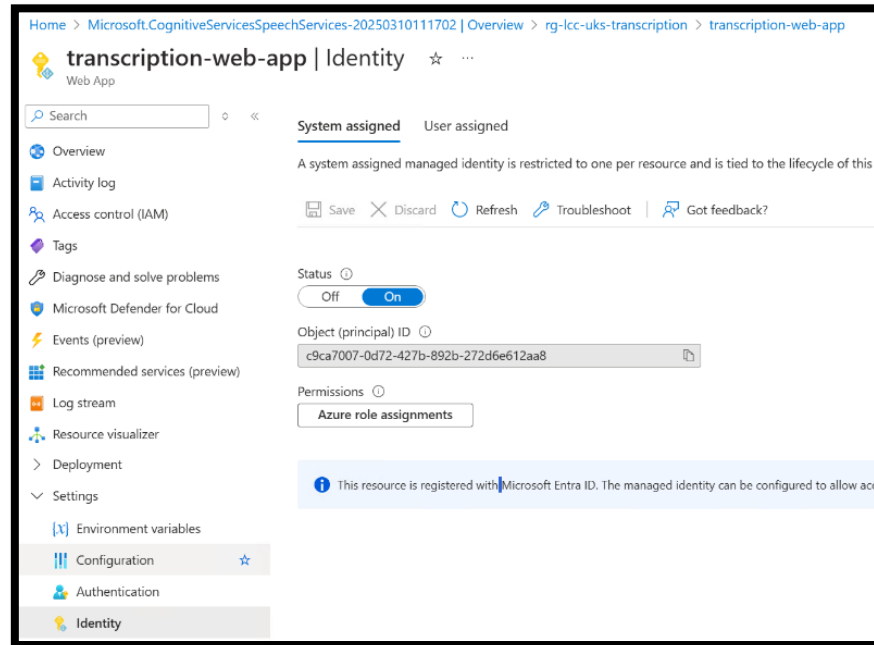 Home > Microsoft.CognitiveServicesSpeechServices-20250310111702 | Overview > rg-lcc-uks-transcription > transcription-web-app
transcription-web-app | Identity
Web App
Search
Overview
Activity log
Access control (IAM)
Tags
Diagnose and solve problems
Microsoft Defender for Cloud
Events (preview)
Recommended services (preview)
Log stream
Resource visualizer
Deployment
Settings
Environment variables
Configuration
Authentication
Identity
System assigned User assigned
A system assigned managed identity is restricted to one per resource and is tied to the lifecycle of this
Save Discard Refresh Troubleshoot Got feedback?
Status
Off On
Object (principal) ID
c9ca7007-0d72-427b-892b-272d6e612aa8
Permissions
Azure role assignments
This resource is registered with Microsoft Entra ID. The managed identity can be configured to allow acc